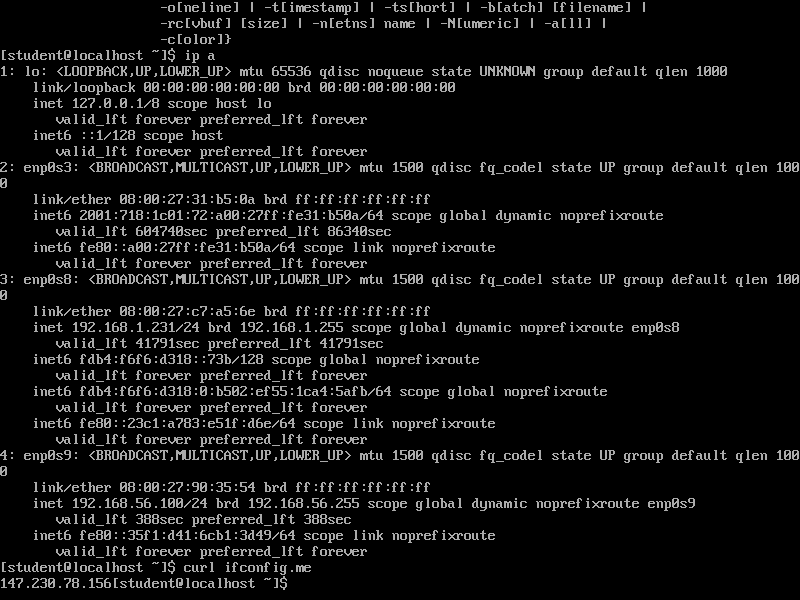 -o[neline] | -t[imestamp] | -ts[hort] | -b[atch] [filename] |
-rc[vbuf] [size] | -n[etns] name | -N[umeric] | -a[ll] |
-c[olor]}
[student@localhost ~]$ ip a
1: lo: <LOOPBACK,UP,LOWER_UP> mtu 65536 qdisc noqueue state UNKNOWN group default qlen 1000
link/loopback 00:00:00:00:00:00 brd 00:00:00:00:00:00
inet 127.0.0.1/8 scope host lo
valid_lft forever preferred_lft forever
inet6 ::1/128 scope host
valid_lft forever preferred_lft forever
2: enp0s3: <BROADCAST,MULTICAST,UP,LOWER_UP> mtu 1500 qdisc fq_codel state UP group default qlen 100
0
link/ether 08:00:27:31:b5:0a brd ff:ff:ff:ff:ff:ff
inet6 2001:718:1c01:72:a00:27ff:fe31:b50a/64 scope global dynamic noprefixroute
valid_lft 604740sec preferred_lft 86340sec
inet6 fe80::a00:27ff:fe31:b50a/64 scope link noprefixroute
valid_lft forever preferred_lft forever
3: enp0s8: <BROADCAST,MULTICAST,UP,LOWER_UP> mtu 1500 qdisc fq_codel state UP group default qlen 100
0
link/ether 08:00:27:c7:a5:6e brd ff:ff:ff:ff:ff:ff
inet 192.168.1.231/24 brd 192.168.1.255 scope global dynamic noprefixroute enp0s8
valid_lft 41791sec preferred_lft 41791sec
inet6 fdb4:f6f6:d318::73b/128 scope global noprefixroute
valid_lft forever preferred_lft forever
inet6 fdb4:f6f6:d318:0:b502:ef55:1ca4:5afb/64 scope global noprefixroute
valid_lft forever preferred_lft forever
inet6 fe80::23c1:a783:e51f:d6e/64 scope link noprefixroute
valid_lft forever preferred_lft forever
4: enp0s9: <BROADCAST,MULTICAST,UP,LOWER_UP> mtu 1500 qdisc fq_codel state UP group default qlen 100
0
link/ether 08:00:27:90:35:54 brd ff:ff:ff:ff:ff:ff
inet 192.168.56.100/24 brd 192.168.56.255 scope global dynamic noprefixroute enp0s9
valid_lft 388sec preferred_lft 388sec
inet6 fe80::35f1:d41:6cb1:3d49/64 scope link noprefixroute
valid_lft forever preferred_lft forever
[student@localhost ~]$ curl ifconfig.me
147.230.78.156[student@localhost ~]$